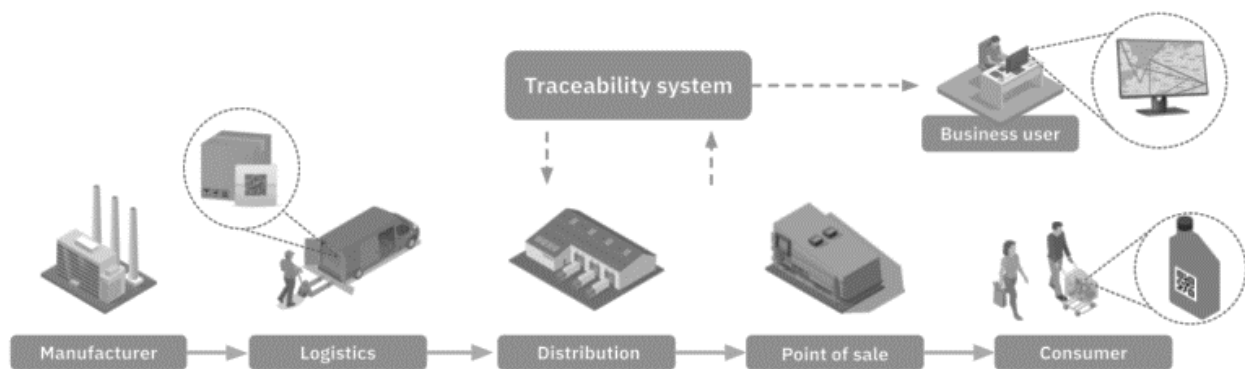 Traceability system
Business user
Manufacturer
Logistics
Distribution
Point of sale
Consumer